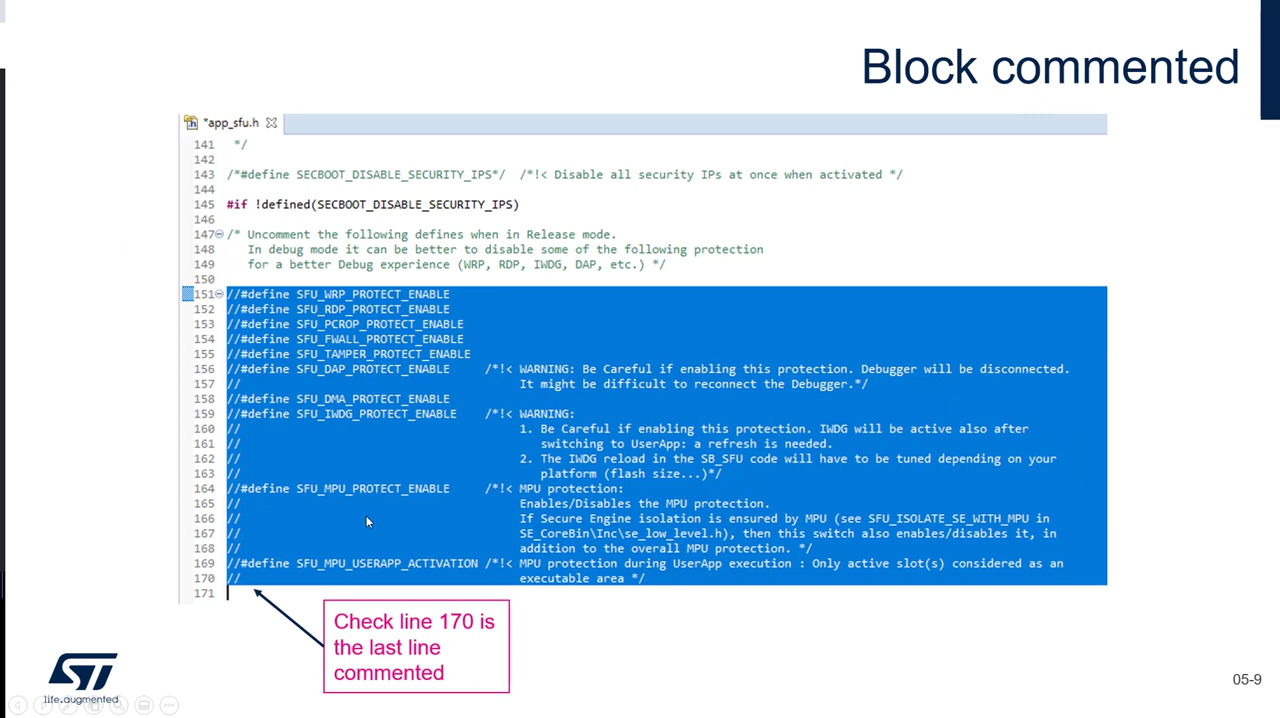 Block commented
*app_sfu.h
141 */
142
143 /*#define SECBOOT_DISABLE_SECURITY_IPS*/ /*!< Disable all security IPs at once when activated */
144
145 #if !defined(SECBOOT_DISABLE_SECURITY_IPS)
146
147 /* Uncomment the following defines when in Release mode.
148 In debug mode it can be better to disable some of the following protection
149 for a better Debug experience (WRP, RDP, IWDG, DAP, etc.) */
150
151 //#define SFU_WRP_PROTECT_ENABLE
152 //#define SFU_RDP_PROTECT_ENABLE
153 //#define SFU_PCROP_PROTECT_ENABLE
154 //#define SFU_FWALL_PROTECT_ENABLE
155 //#define SFU_TAMPER_PROTECT_ENABLE
156 //#define SFU_DAP_PROTECT_ENABLE /*!< WARNING: Be Careful if enabling this protection. Debugger will be disconnected.
157 // It might be difficult to reconnect the Debugger.*/
158 //#define SFU_DMA_PROTECT_ENABLE
159 //#define SFU_IWDG_PROTECT_ENABLE /*!< WARNING:
160 // 1. Be Careful if enabling this protection. IWDG will be active also after
161 // switching to UserApp: a refresh is needed.
162 // 2. The IWDG reload in the SB_SFU code will have to be tuned depending on your
163 // platform (flash size...)*/
164 //#define SFU_MPU_PROTECT_ENABLE /*!< MPU protection:
165 // Enables/Disables the MPU protection.
166 // If Secure Engine isolation is ensured by MPU (see SFU_ISOLATE_SE_WITH_MPU in
167 // SE_CoreBin\Inc\se_low_level.h), then this switch also enables/disables it, in
168 // addition to the overall MPU protection. */
169 //#define SFU_MPU_USERAPP_ACTIVATION /*!< MPU protection during UserApp execution : Only active slot(s) considered as an
170 // executable area */
171
Check line 170 is
the last line
commented
ST
life.augmented
05-9